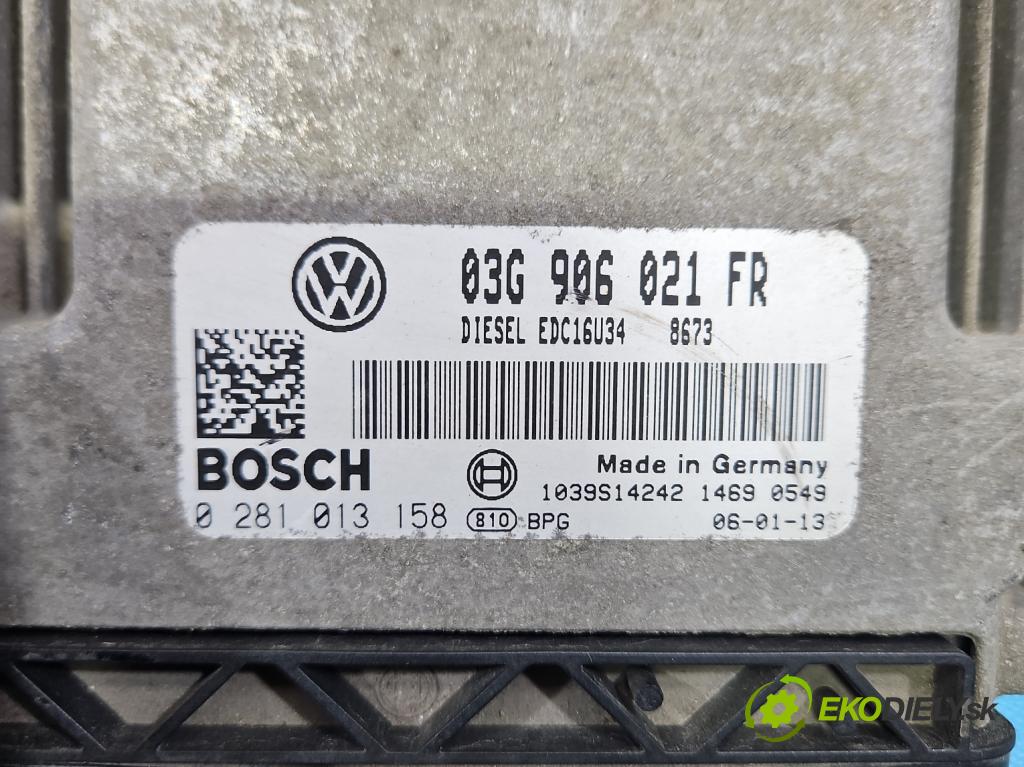 03G 906 021 FR
DIESEL EDC16U34 8673
BOSCH
Made in Germany
1039S14242 1469 0549
0 281 013 158 810 BPG 06-01-13
EKODIELY.sk